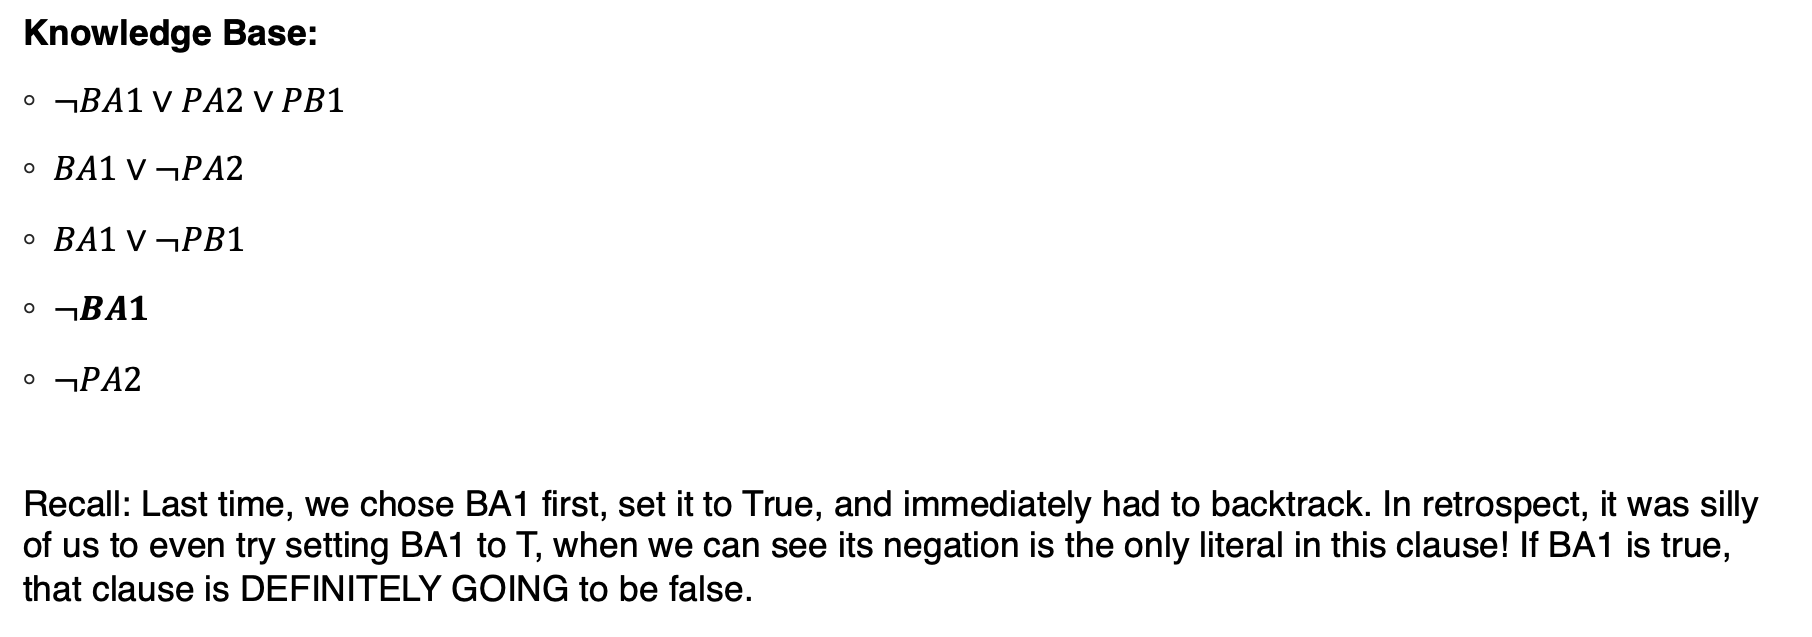 Knowledge Base:
◦ ¬BA1 ∨ PA2 ∨ PB1
◦ BA1 ∨ ¬PA2
◦ BA1 ∨ ¬PB1
◦ ¬BA1
◦ ¬PA2
Recall: Last time, we chose BA1 first, set it to True, and immediately had to backtrack. In retrospect, it was silly
of us to even try setting BA1 to T, when we can see its negation is the only literal in this clause! If BA1 is true,
that clause is DEFINITELY GOING to be false.